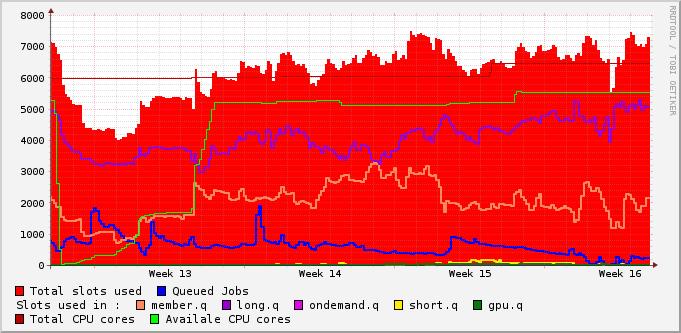 8000
7000
6000
5000
4000
3000
2000
1000
0
Week 13 Week 14 Week 15 Week 16
RRDTOOL / TOBI OETIKER
Total slots used Queued Jobs
Slots used in : member.q long.q ondemand.q short.q gpu.q
Total CPU cores Availale CPU cores